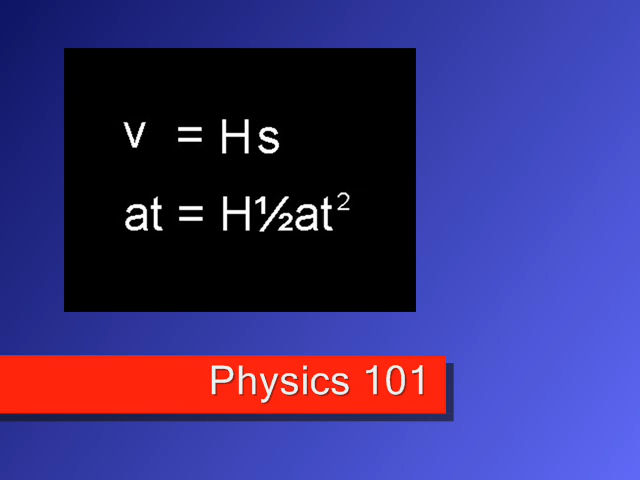 v = Hs
at = H½at²
Physics 101